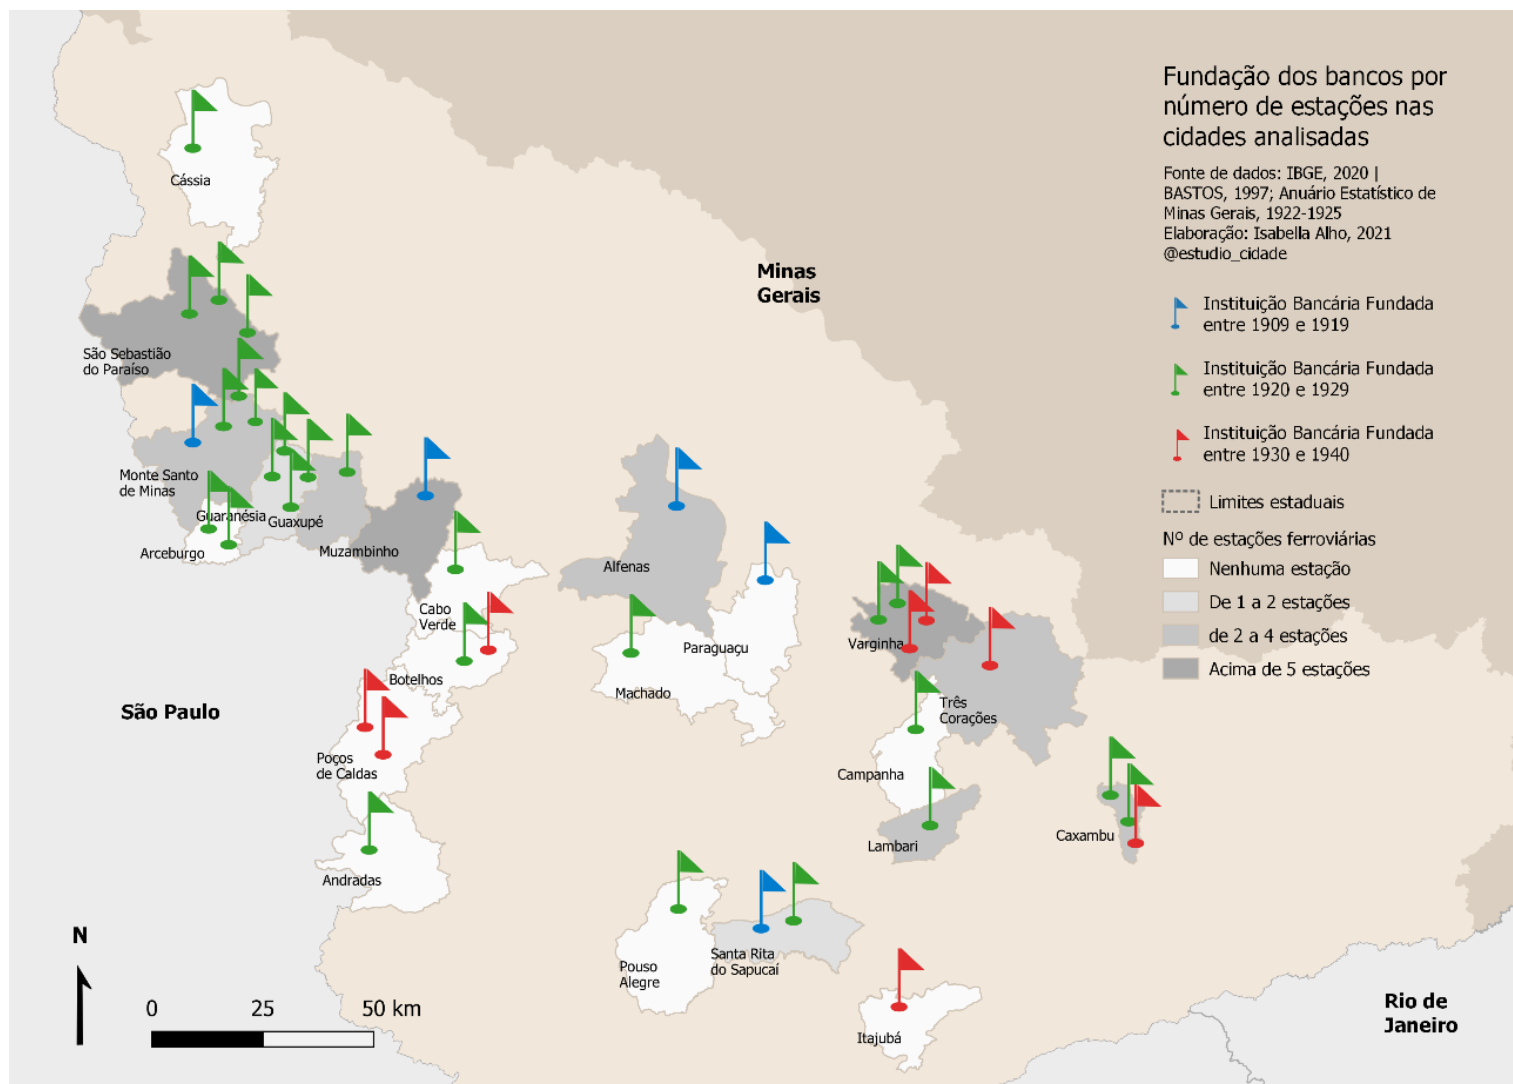 Fundação dos bancos por
número de estações nas
cidades analisadas
Fonte de dados: IBGE, 2020 |
BASTOS, 1997; Anuário Estatístico de
Minas Gerais, 1922-1925
Elaboração: Isabella Alho, 2021
@estudio_cidade
Instituição Bancária Fundada
entre 1909 e 1919
Instituição Bancária Fundada
entre 1920 e 1929
Instituição Bancária Fundada
entre 1930 e 1940
Limites estaduais
Nº de estações ferroviárias
Nenhuma estação
De 1 a 2 estações
de 2 a 4 estações
Acima de 5 estações
Cássia
Minas
Gerais
São Sebastião
do Paraíso
Monte Santo
de Minas
Guaranésia
Guaxupé
Arceburgo
Muzambinho
Alfenas
Cabo
Verde
Varginha
Paraguaçu
Botelhos
Machado
Três
Corações
São Paulo
Poços
de Caldas
Campanha
Caxambu
Lambari
Andradas
Santa Rita
do Sapucaí
Pouso
Alegre
Itajubá
Rio de
Janeiro
N
0 25 50 km